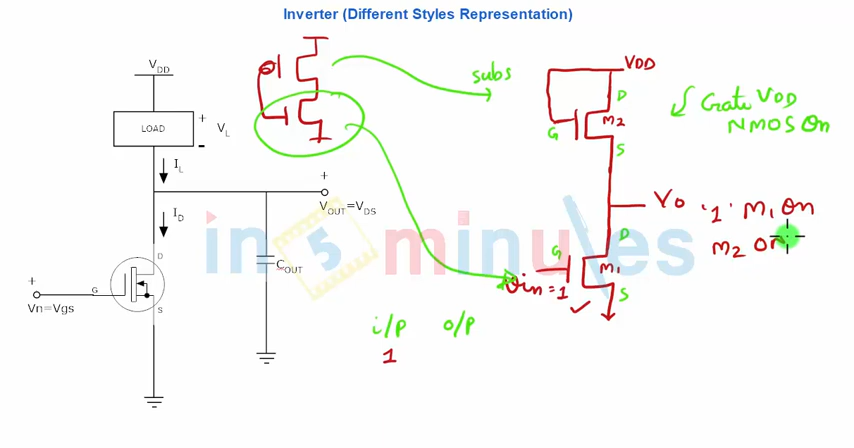 Inverter (Different Styles Representation)
VDD
LOAD
+
VL
-
IL
+
VOUT=VDS
ID
COUT
D
G
S
+
Vn=Vgs
subs
VDD
D
G
M2
S
Gate VDD
NMOS On
Vo
'1' M1 On
M2 On
D
G
M1
S
Vin=1
in 5 minutes
i/p o/p
1